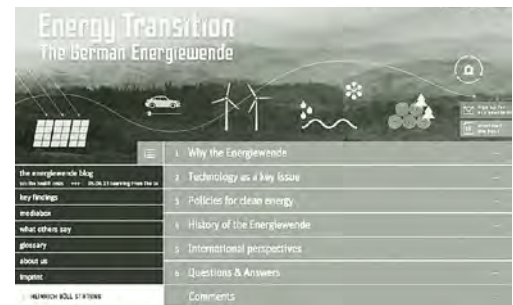 Energy Transition
The German Energiewende
1 Why the Energiewende
2 Technology as a key issue
3 Policies for clean energy
4 History of the Energiewende
5 International perspectives
6 Questions & Answers
Comments
the energiewende blog
key findings
mediabox
what others say
glossary
about us
imprint
HEINRICH BÖLL STIFTUNG